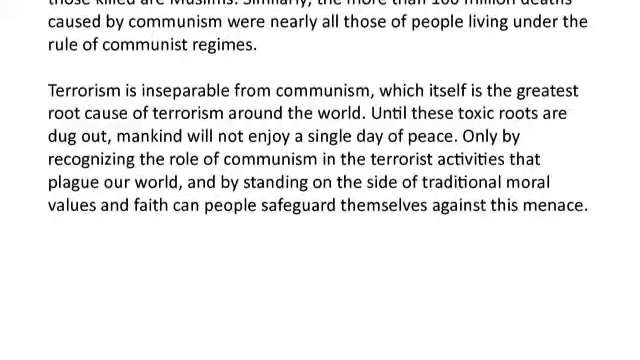 those killed are Muslims. Similarly, the more than 100 million deaths
caused by communism were nearly all those of people living under the
rule of communist regimes.
Terrorism is inseparable from communism, which itself is the greatest
root cause of terrorism around the world. Until these toxic roots are
dug out, mankind will not enjoy a single day of peace. Only by
recognizing the role of communism in the terrorist activities that
plague our world, and by standing on the side of traditional moral
values and faith can people safeguard themselves against this menace.